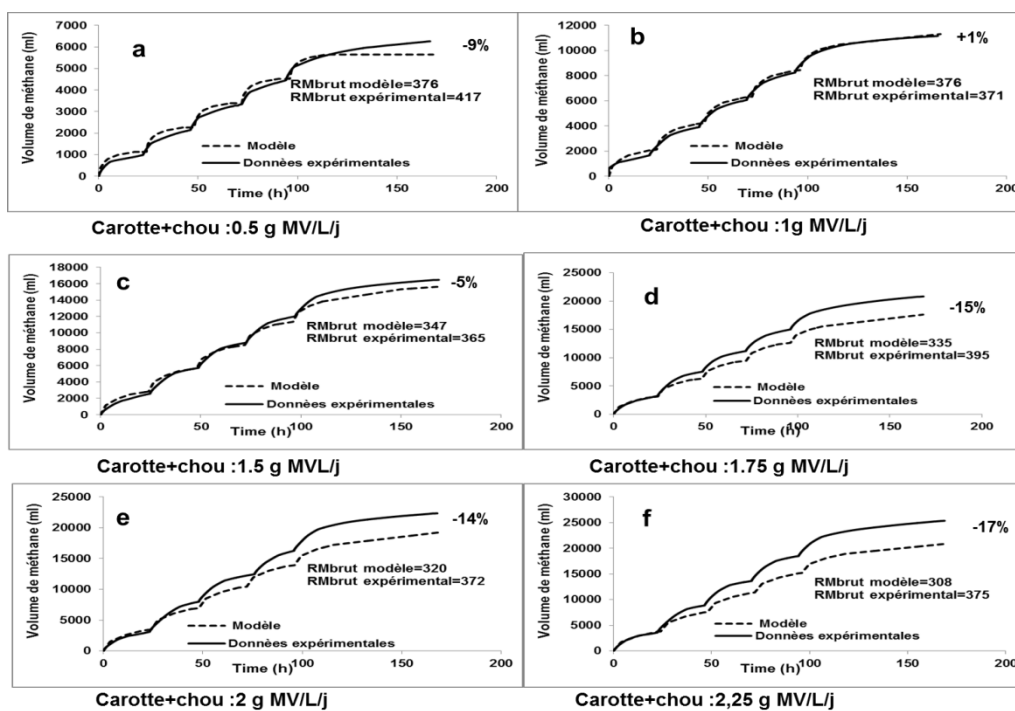 7000
6000
5000
4000
3000
2000
1000
0
Volume de méthane (ml)
a
-9%
RMbrut modèle=376
RMbrut expérimental=417
Modèle
Donnèes expérimentales
0 50 100 150 200
Time (h)
Carotte+chou :0.5 g MV/L/j
12000
10000
8000
6000
4000
2000
0
Volume de méthane (ml)
b
+1%
RMbrut modèle=376
RMbrut expérimental=371
Modèle
Données expérimentales
0 50 100 150 200
Time (h)
Carotte+chou :1g MV/L/j
18000
16000
14000
12000
10000
8000
6000
4000
2000
0
Volume de méthane (ml)
c
-5%
RMbrut modèle=347
RMbrut expérimental=365
Modèle
Données expérimentales
0 50 100 150 200
Time (h)
Carotte+chou :1.5 g MVL/j
25000
20000
15000
10000
5000
0
Volume de méthane (ml)
d
-15%
RMbrut modèle=335
RMbrut expérimental=395
Modèle
Données expérimentales
0 50 100 150 200
Time (h)
Carotte+chou :1.75 g MV/L/j
25000
20000
15000
10000
5000
0
Volume de méthane (ml)
e
-14%
RMbrut modèle=320
RMbrut expérimental=372
Modèle
Données expérimentales
0 50 100 150 200
Time (h)
Carotte+chou :2 g MV/L/j
30000
25000
20000
15000
10000
5000
0
Volume de méthane (ml)
f
-17%
RMbrut modèle=308
RMbrut expérimental=375
Modèle
Données expérimentales
0 50 100 150 200
Time (h)
Carotte+chou :2,25 g MV/L/j